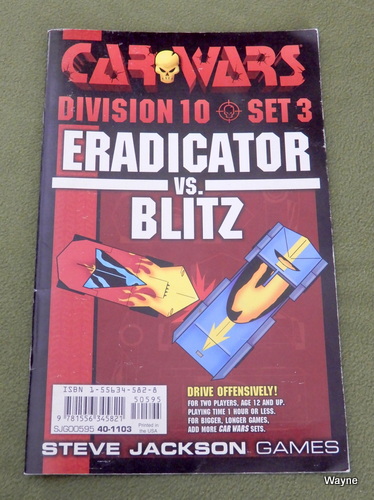 CAR WARS
DIVISION 10 SET 3
ERADICATOR
VS.
BLITZ
ISBN 1-55634-582-8
50595
9 781556 345821
SJG00595 40-1103 Printed in the USA
DRIVE OFFENSIVELY!
FOR TWO PLAYERS, AGE 12 AND UP.
PLAYING TIME 1 HOUR OR LESS.
FOR BIGGER, LONGER GAMES,
ADD MORE CAR WARS SETS.
STEVE JACKSON GAMES
Wayne